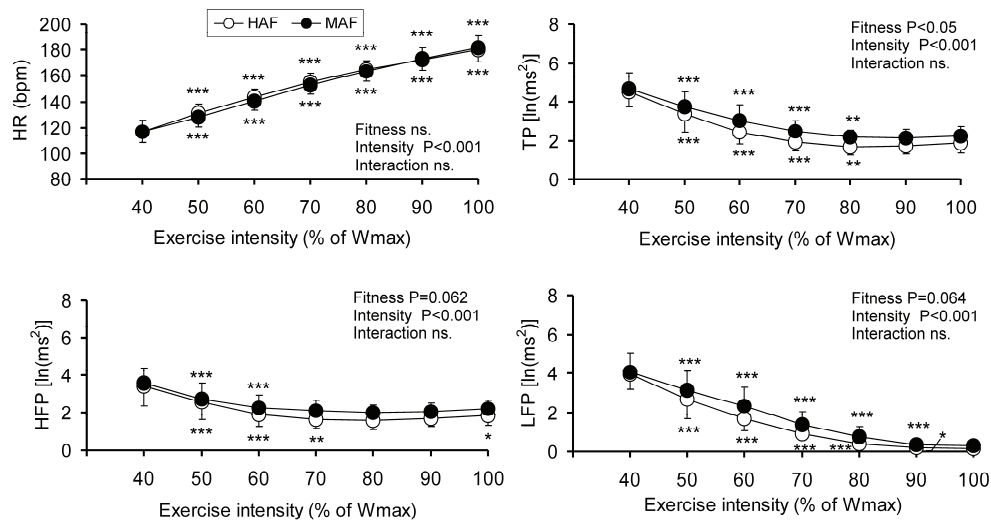 HAF MAF
HR (bpm)
200
180
160
140
120
100
80
*** *** *** *** *** ***
*** *** *** *** *** ***
Fitness ns.
Intensity P<0.001
Interaction ns.
40 50 60 70 80 90 100
Exercise intensity (% of Wmax)
TP [ln(ms²)]
8
6
4
2
0
Fitness P<0.05
Intensity P<0.001
Interaction ns.
*** *** *** **
*** *** *** **
40 50 60 70 80 90 100
Exercise intensity (% of Wmax)
HFP [ln(ms²)]
8
6
4
2
0
Fitness P=0.062
Intensity P<0.001
Interaction ns.
*** ***
*** *** ** *
40 50 60 70 80 90 100
Exercise intensity (% of Wmax)
LFP [ln(ms²)]
8
6
4
2
0
Fitness P=0.064
Intensity P<0.001
Interaction ns.
*** *** *** *** *** *
*** *** *** ***
40 50 60 70 80 90 100
Exercise intensity (% of Wmax)